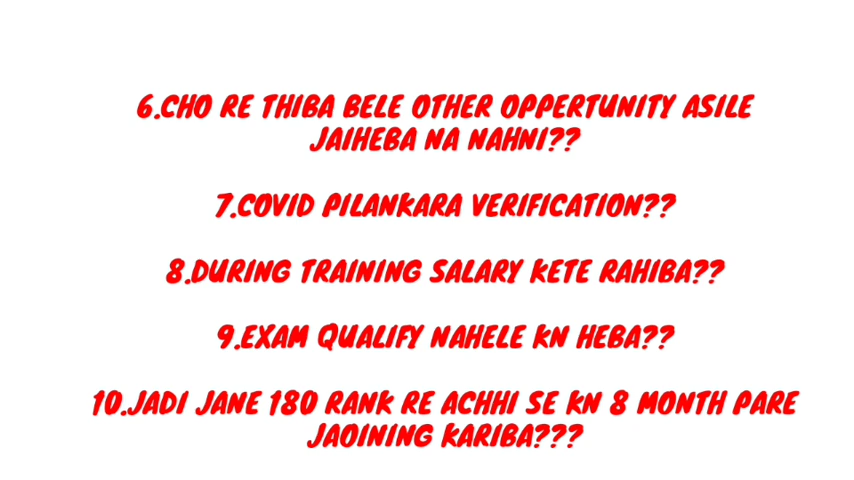 6.CHO RE THIBA BELE OTHER OPPERTUNITY ASILE
JAIHEBA NA NAHNI??
7.COVID PILANKARA VERIFICATION??
8.DURING TRAINING SALARY KETE RAHIBA??
9.EXAM QUALIFY NAHELE KN HEBA??
10.JADI JANE 180 RANK RE ACHHI SE KN 8 MONTH PARE
JAOINING KARIBA???